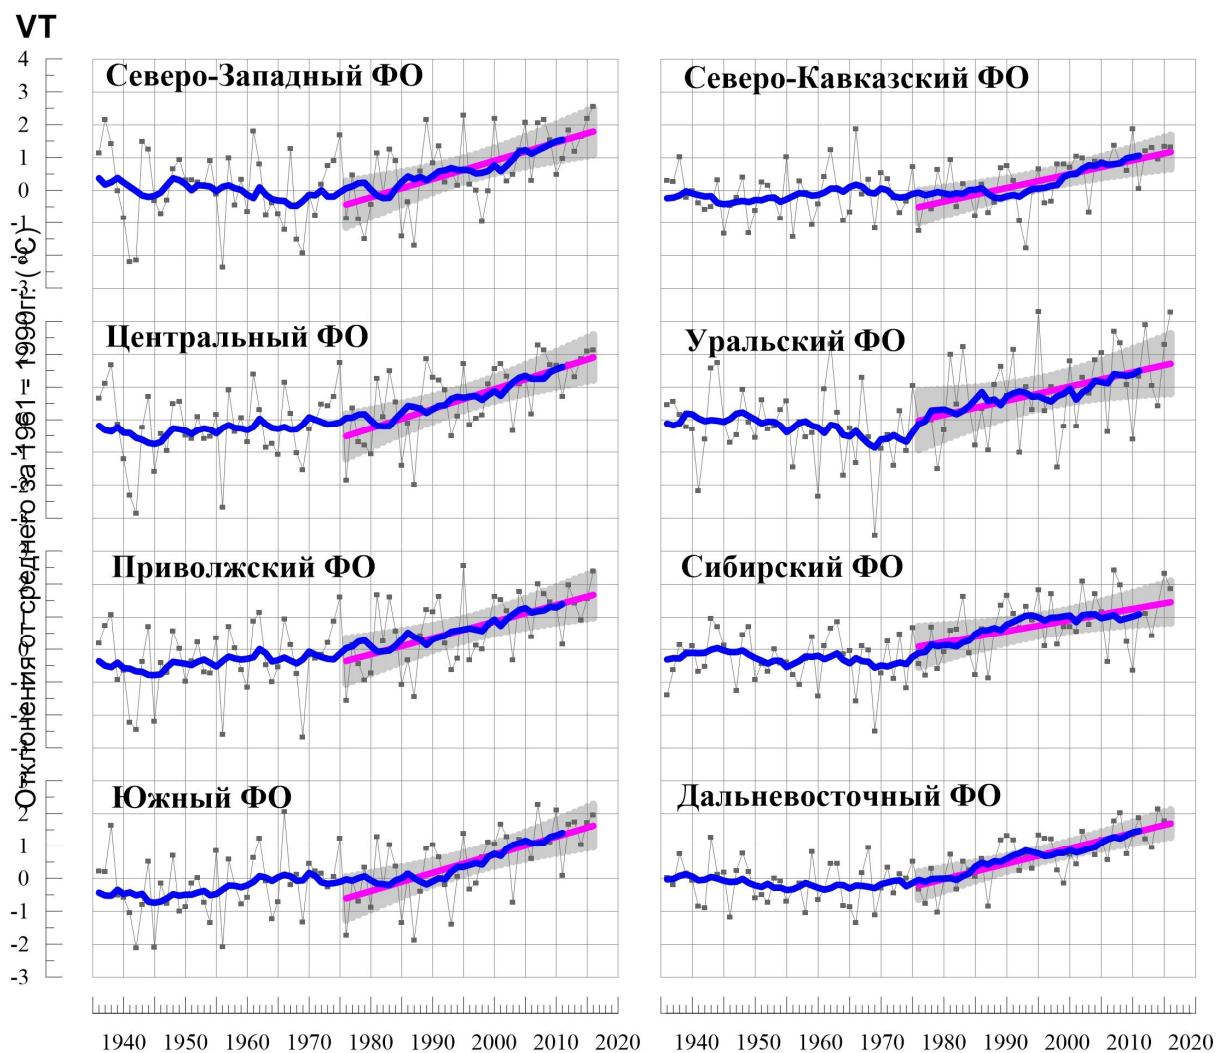 VT
Северо-Западный ФО
Северо-Кавказский ФО
4
3
2
1
0
-1
Центральный ФО
Уральский ФО
Приволжский ФО
Сибирский ФО
Южный ФО
Дальневосточный ФО
2
1
0
-1
-2
-3
Отклонения от среднего за 1961 – 1990гг. ( °C)
1940 1950 1960 1970 1980 1990 2000 2010 2020
1940 1950 1960 1970 1980 1990 2000 2010 2020